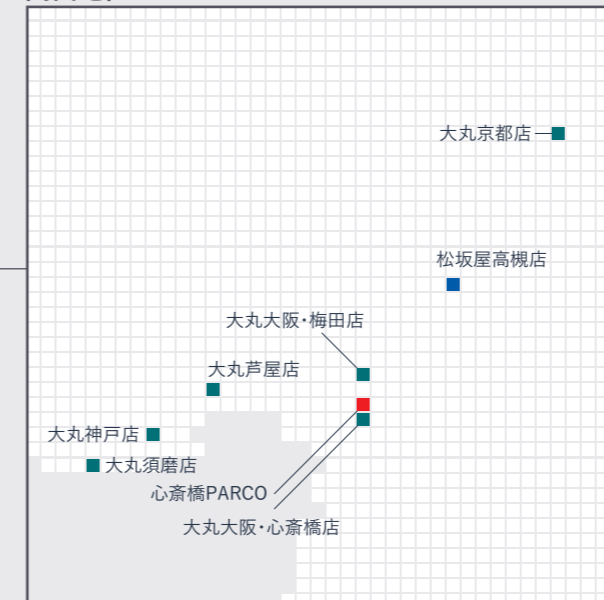 大丸京都店
松坂屋高槻店
大丸大阪・梅田店
大丸芦屋店
大丸神戸店
大丸須磨店
心斎橋PARCO
大丸大阪・心斎橋店